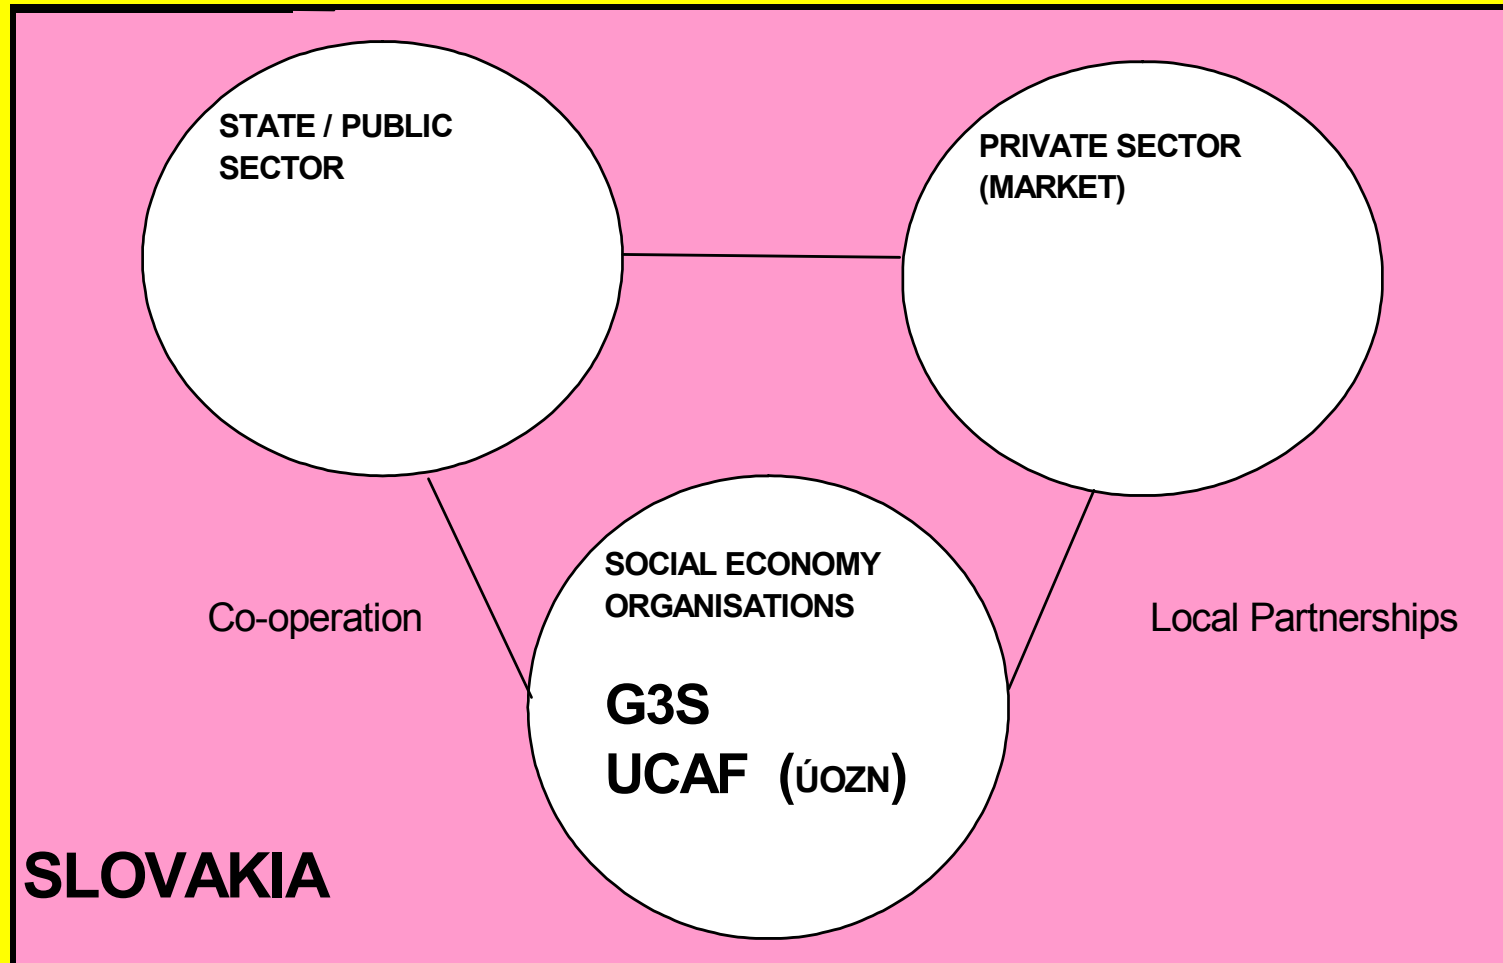 STATE / PUBLIC
SECTOR
PRIVATE SECTOR
(MARKET)
SOCIAL ECONOMY
ORGANISATIONS
Co-operation
Local Partnerships
G3S
UCAF (ÚOZN)
SLOVAKIA